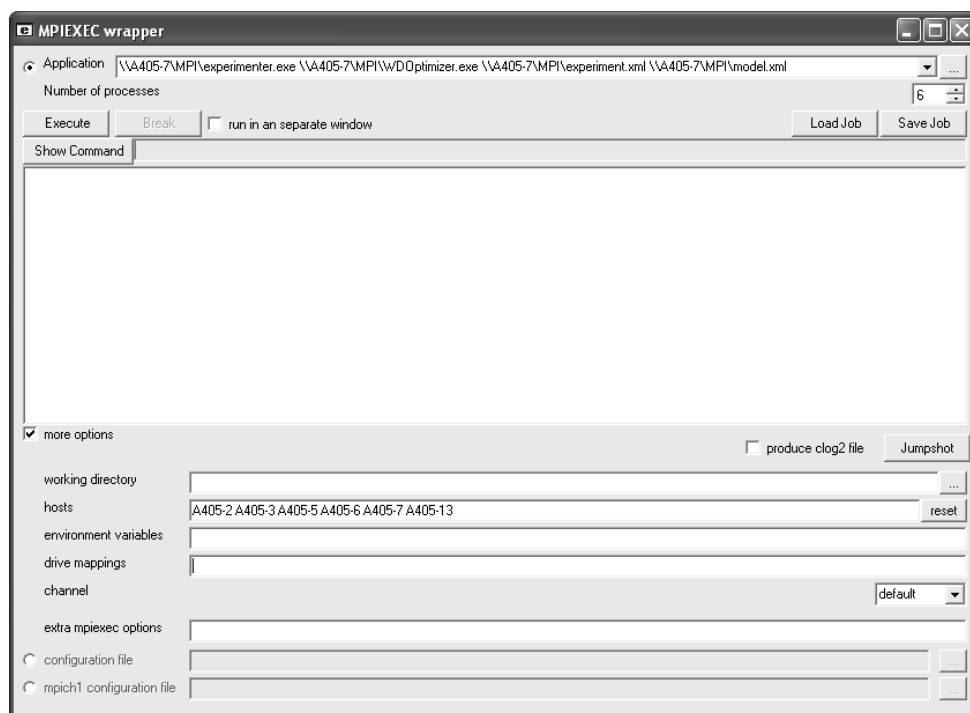 MPIEXEC wrapper
Application \\A405-7\MPI\experimenter.exe \\A405-7\MPI\WDOptimizer.exe \\A405-7\MPI\experiment.xml \\A405-7\MPI\model.xml ...
Number of processes 6
Execute Break run in an separate window Load Job Save Job
Show Command
more options
produce clog2 file Jumpshot
working directory ...
hosts A405-2 A405-3 A405-5 A405-6 A405-7 A405-13 reset
environment variables
drive mappings
channel default
extra mpiexec options
configuration file ...
mpich1 configuration file ...